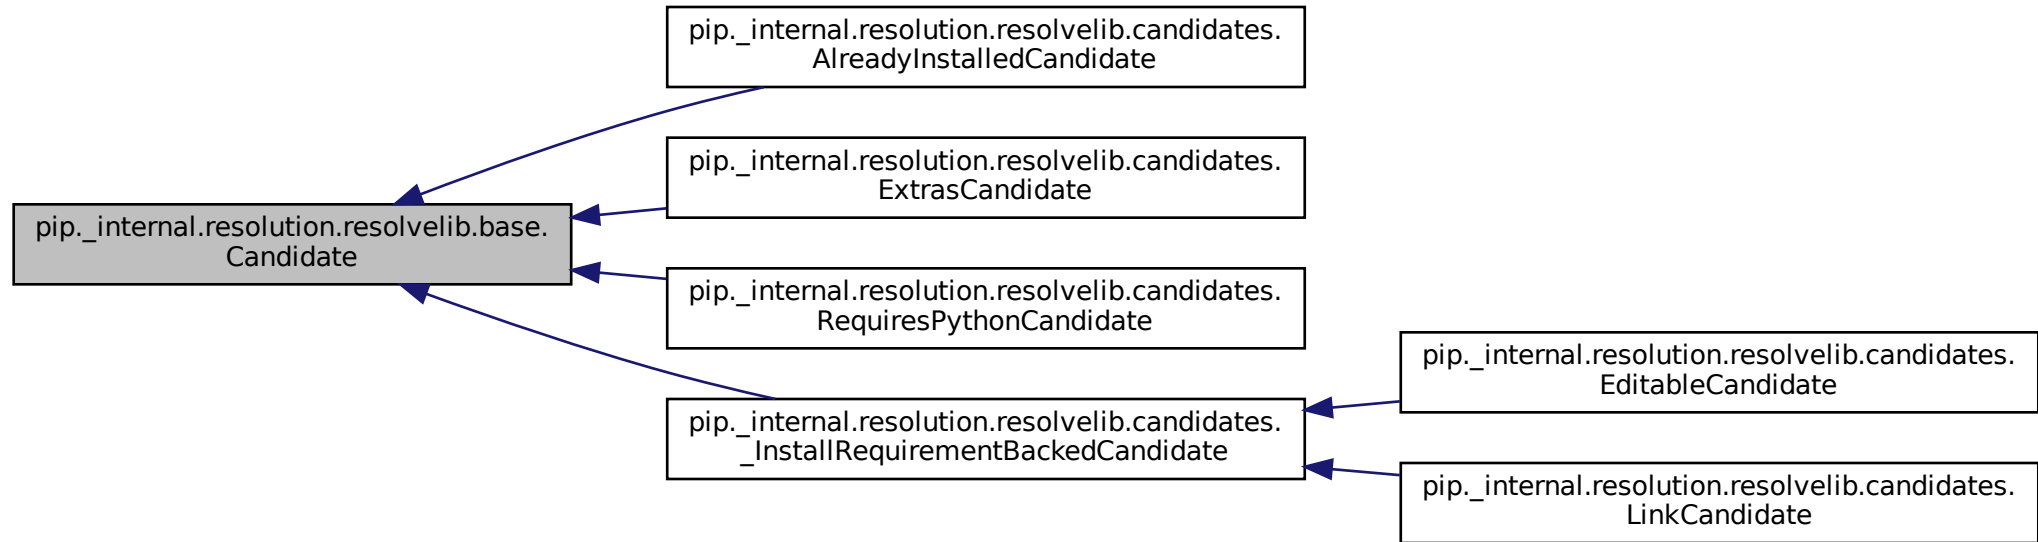 pip._internal.resolution.resolvelib.candidates.
AlreadyInstalledCandidate
pip._internal.resolution.resolvelib.candidates.
ExtrasCandidate
pip._internal.resolution.resolvelib.base.
Candidate
pip._internal.resolution.resolvelib.candidates.
RequiresPythonCandidate
pip._internal.resolution.resolvelib.candidates.
_InstallRequirementBackedCandidate
pip._internal.resolution.resolvelib.candidates.
EditableCandidate
pip._internal.resolution.resolvelib.candidates.
LinkCandidate